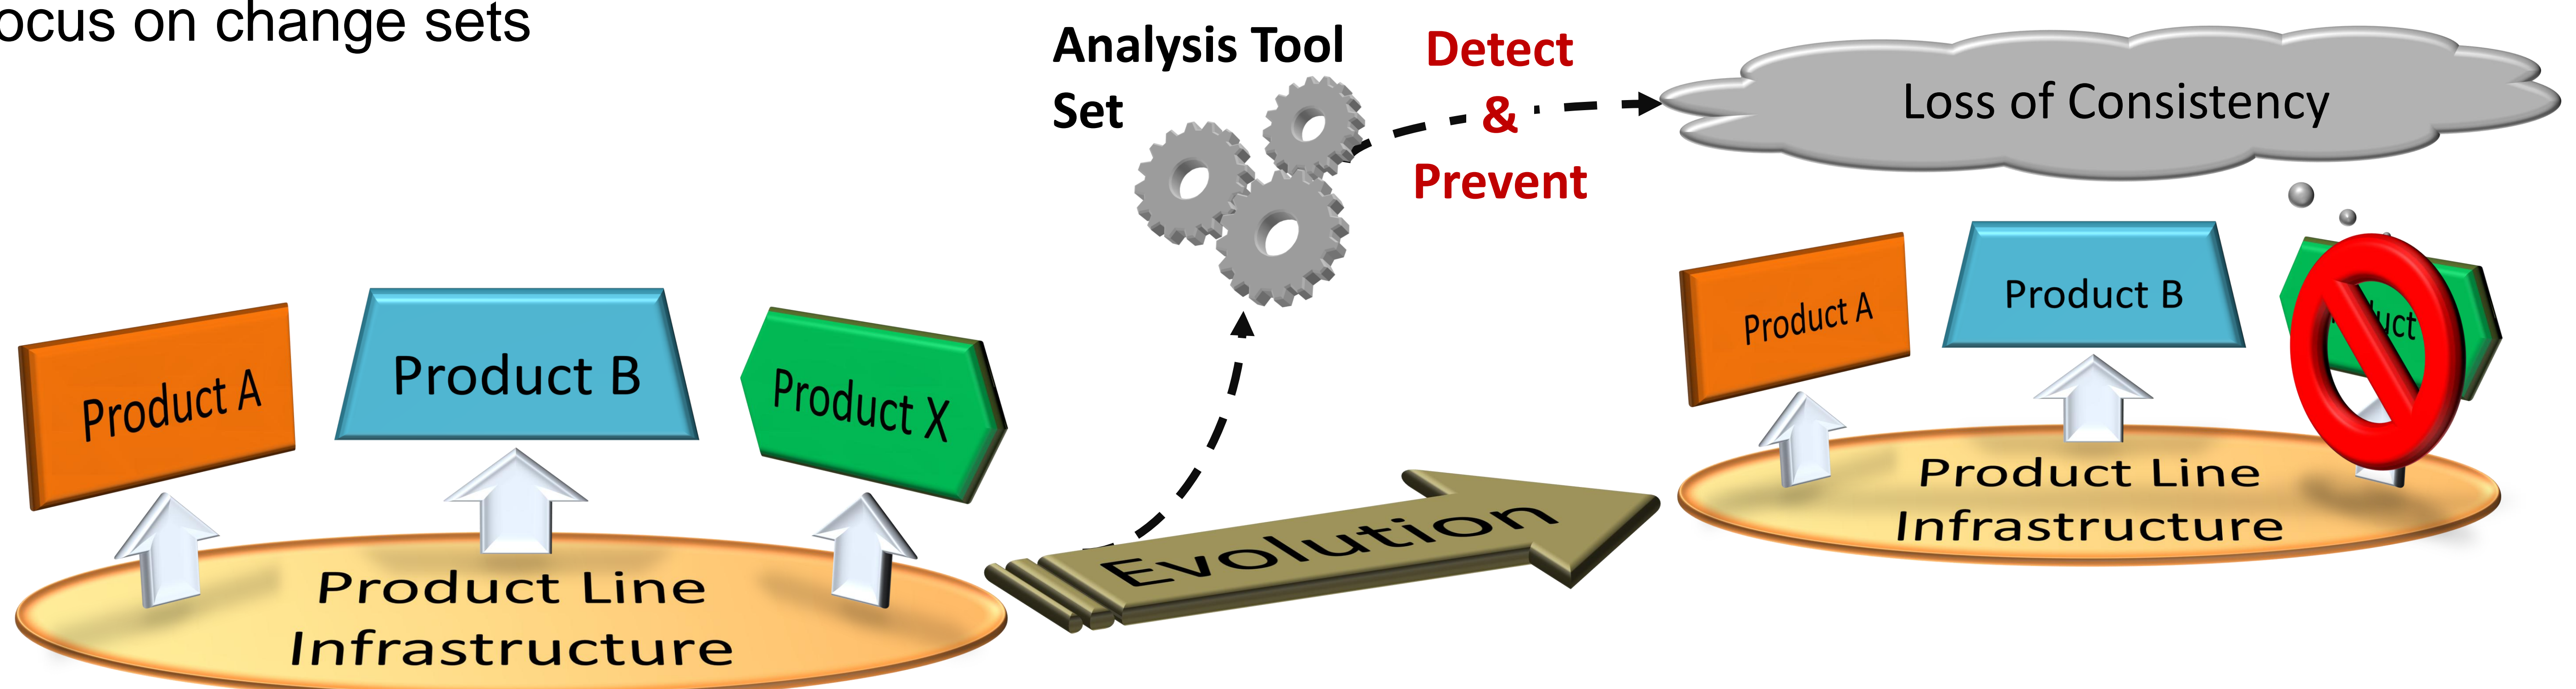 ocus on change sets
Analysis Tool
Set
Detect
&
Prevent
Loss of Consistency
Product A
Product B
Product X
Product Line
Infrastructure
Evolution
Product A
Product B
Product Line
Infrastructure